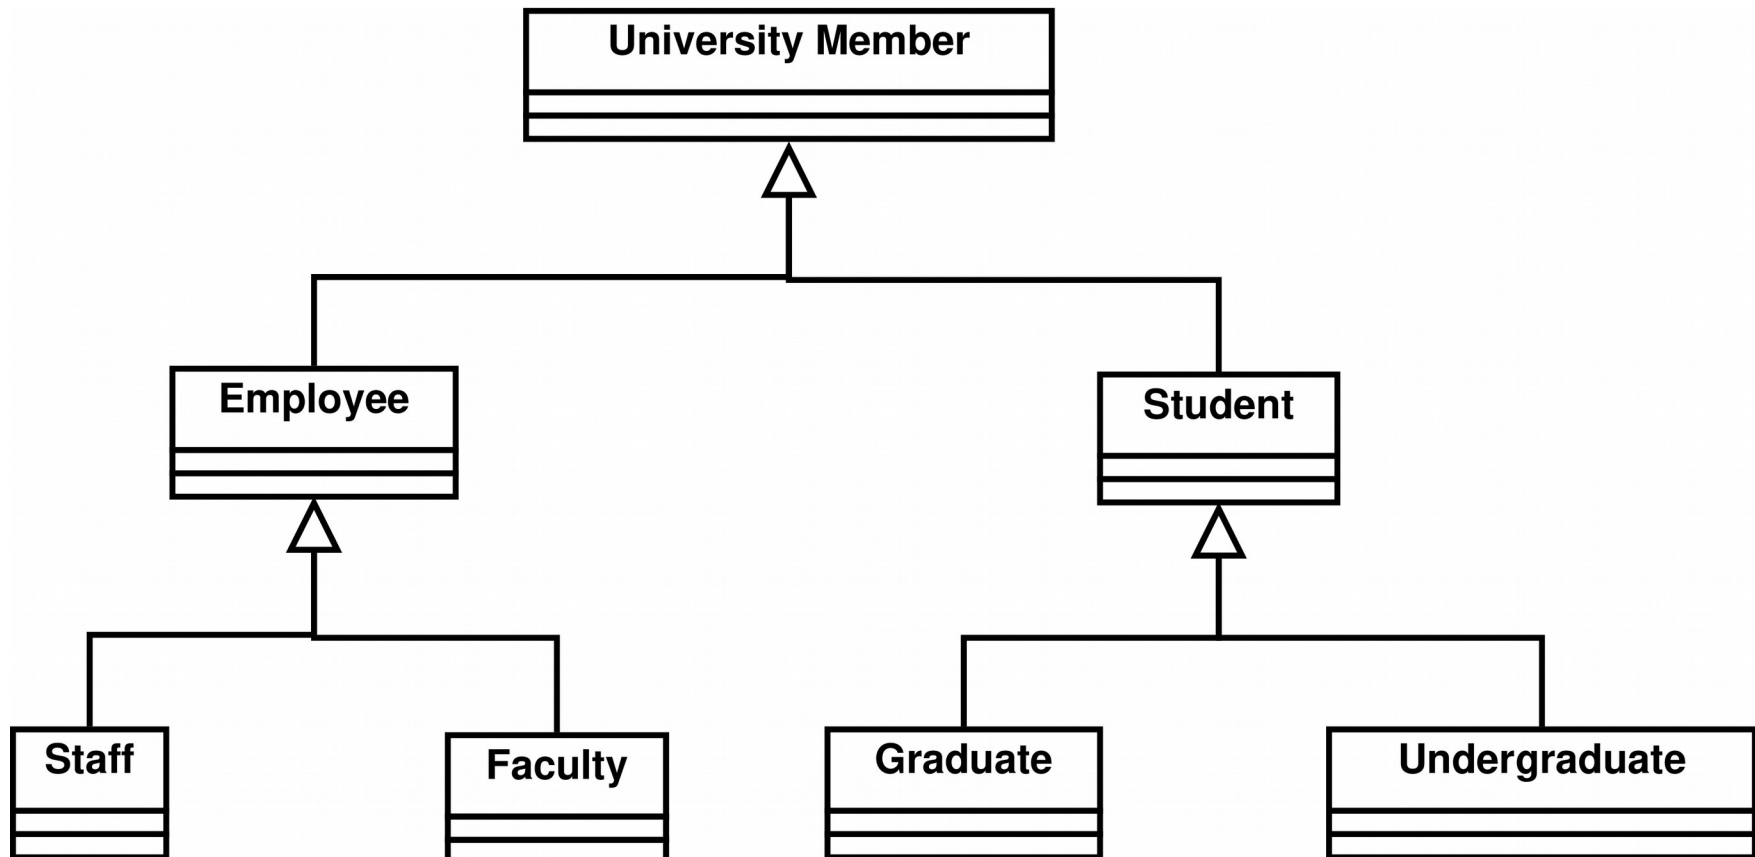 University Member
Employee
Student
Staff
Faculty
Graduate
Undergraduate